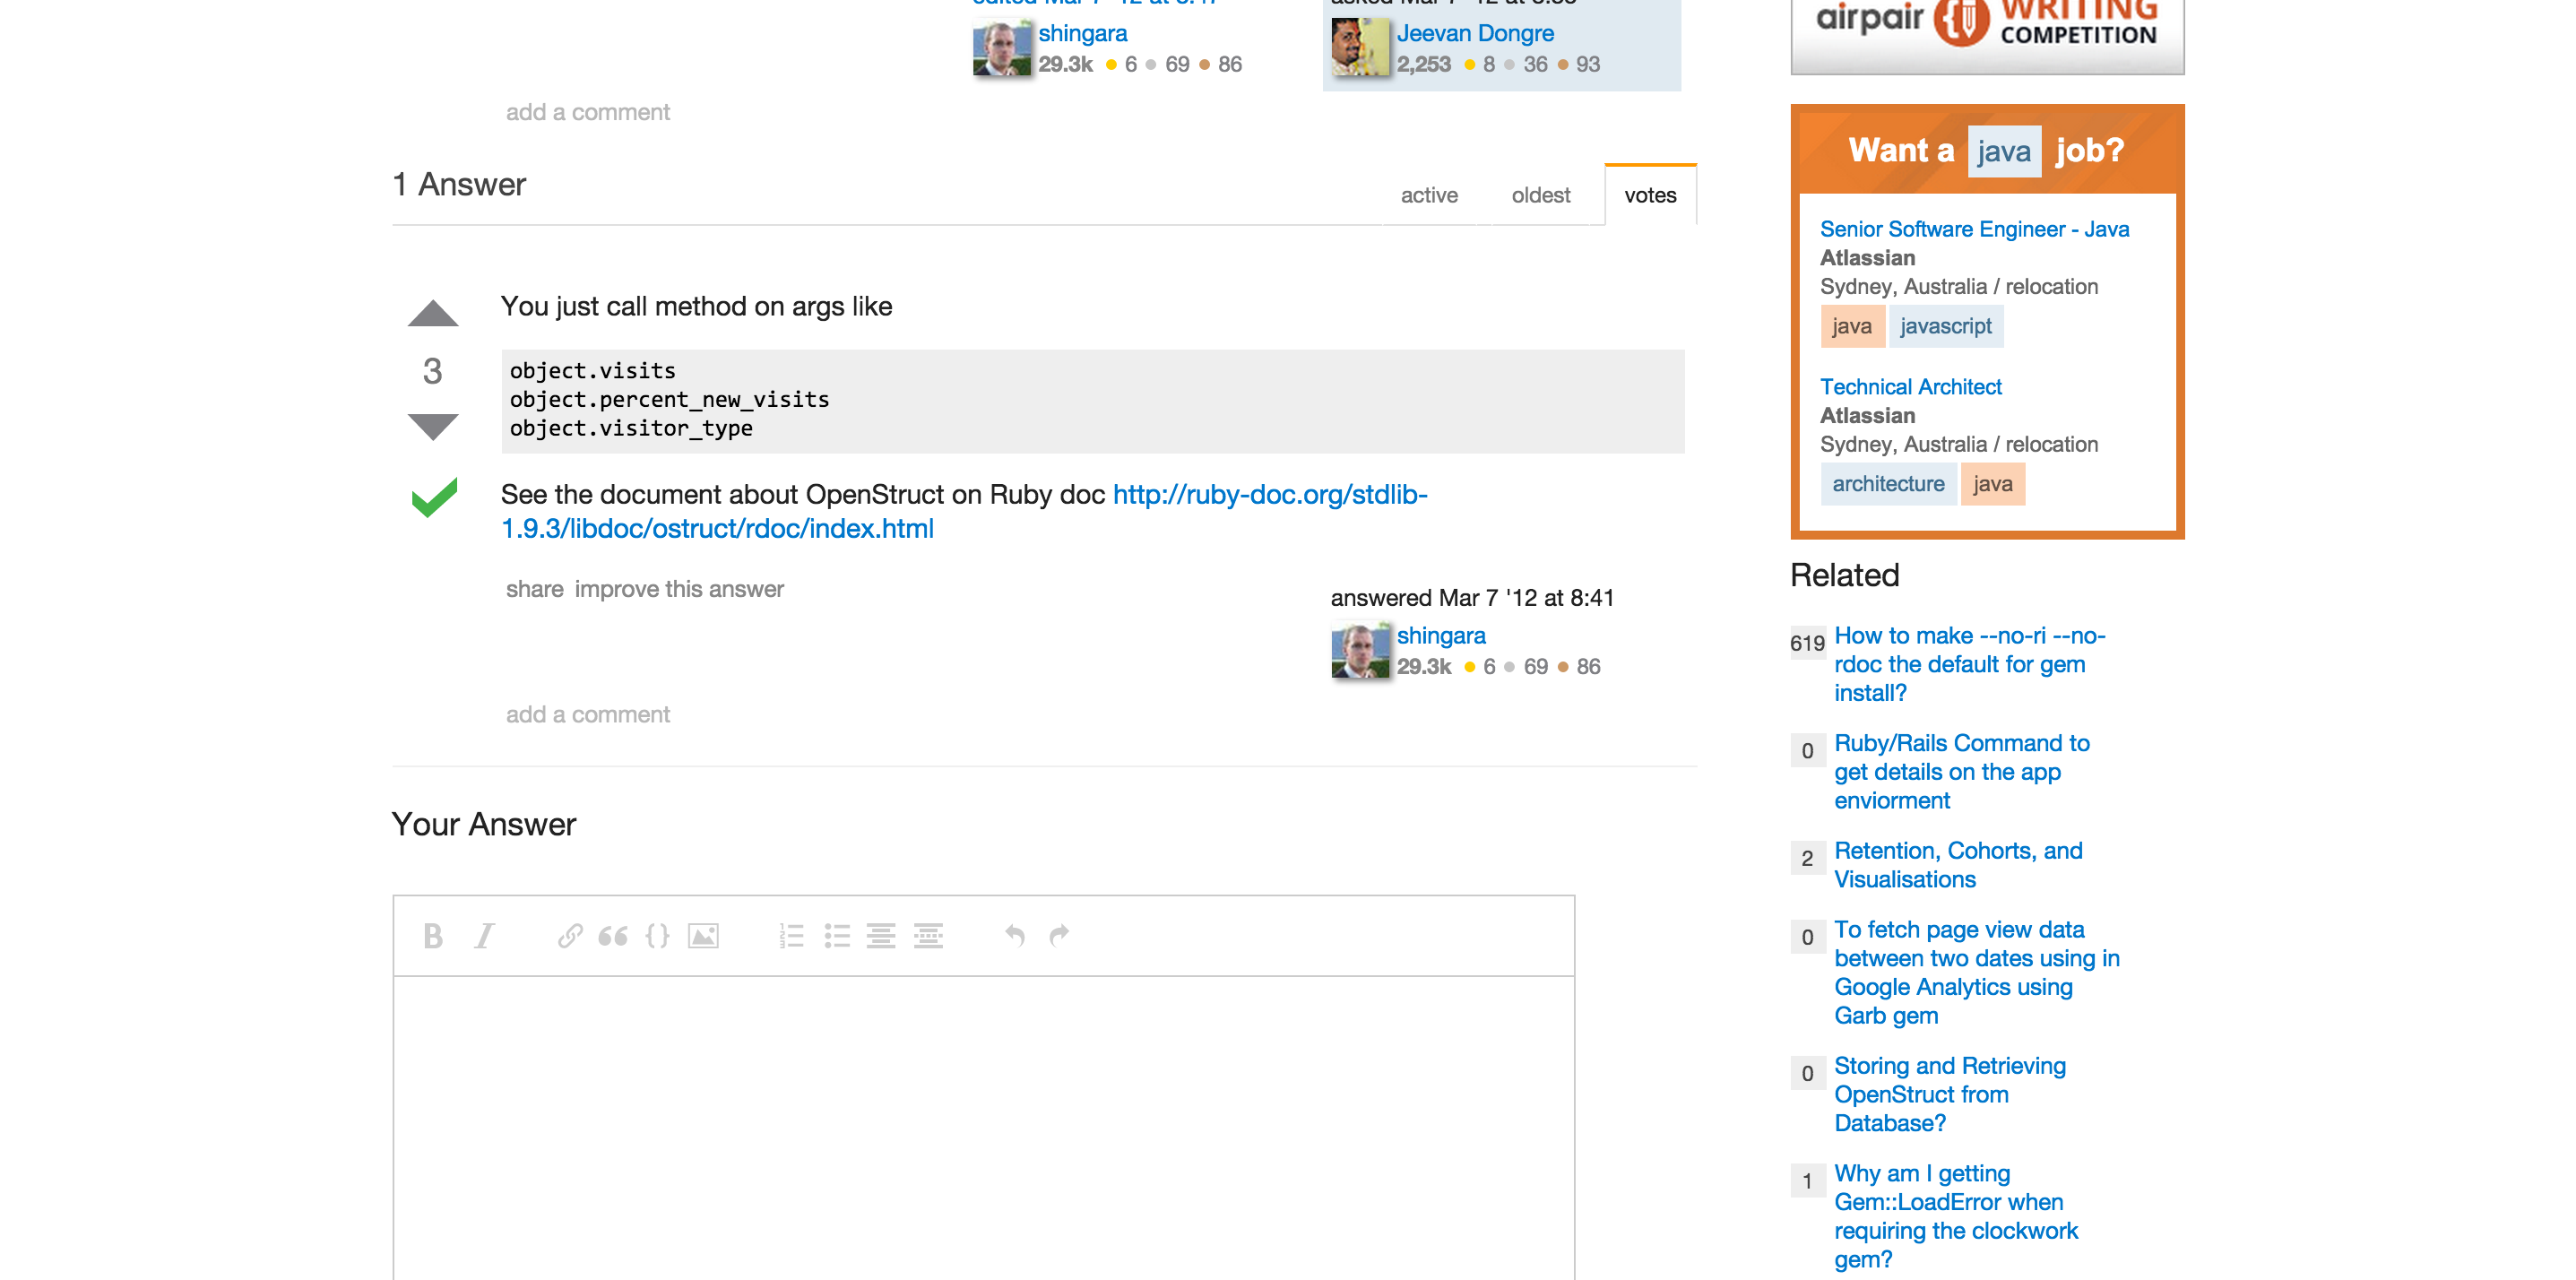 shingara
29.3k 6 69 86
Jeevan Dongre
2,253 8 36 93
add a comment
1 Answer
active oldest votes
You just call method on args like
3
object.visits
object.percent_new_visits
object.visitor_type
See the document about OpenStruct on Ruby doc http://ruby-doc.org/stdlib-
1.9.3/libdoc/ostruct/rdoc/index.html
share improve this answer
answered Mar 7 '12 at 8:41
shingara
29.3k 6 69 86
add a comment
Your Answer
B I
airpair WRITING
COMPETITION
Want a java job?
Senior Software Engineer - Java
Atlassian
Sydney, Australia / relocation
java javascript
Technical Architect
Atlassian
Sydney, Australia / relocation
architecture java
Related
619 How to make --no-ri --no-
rdoc the default for gem
install?
0 Ruby/Rails Command to
get details on the app
enviorment
2 Retention, Cohorts, and
Visualisations
0 To fetch page view data
between two dates using in
Google Analytics using
Garb gem
0 Storing and Retrieving
OpenStruct from
Database?
1 Why am I getting
Gem::LoadError when
requiring the clockwork
gem?